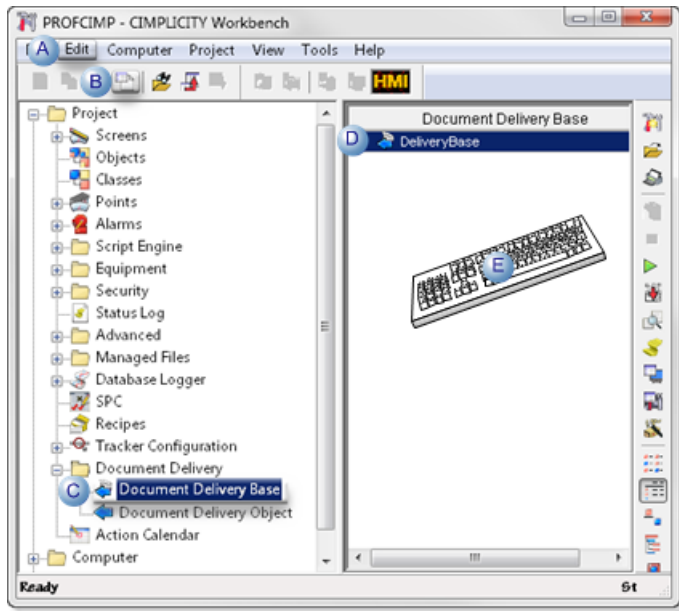 PROFCIMP - CIMPLICITY Workbench
A Edit Computer Project View Tools Help
B HMI
Project
Screens
Objects
Classes
Points
Alarms
Script Engine
Equipment
Security
Status Log
Advanced
Managed Files
Database Logger
SPC
Recipes
Tracker Configuration
Document Delivery
C Document Delivery Base
Document Delivery Object
Action Calendar
Computer
Document Delivery Base
D DeliveryBase
E
Ready St